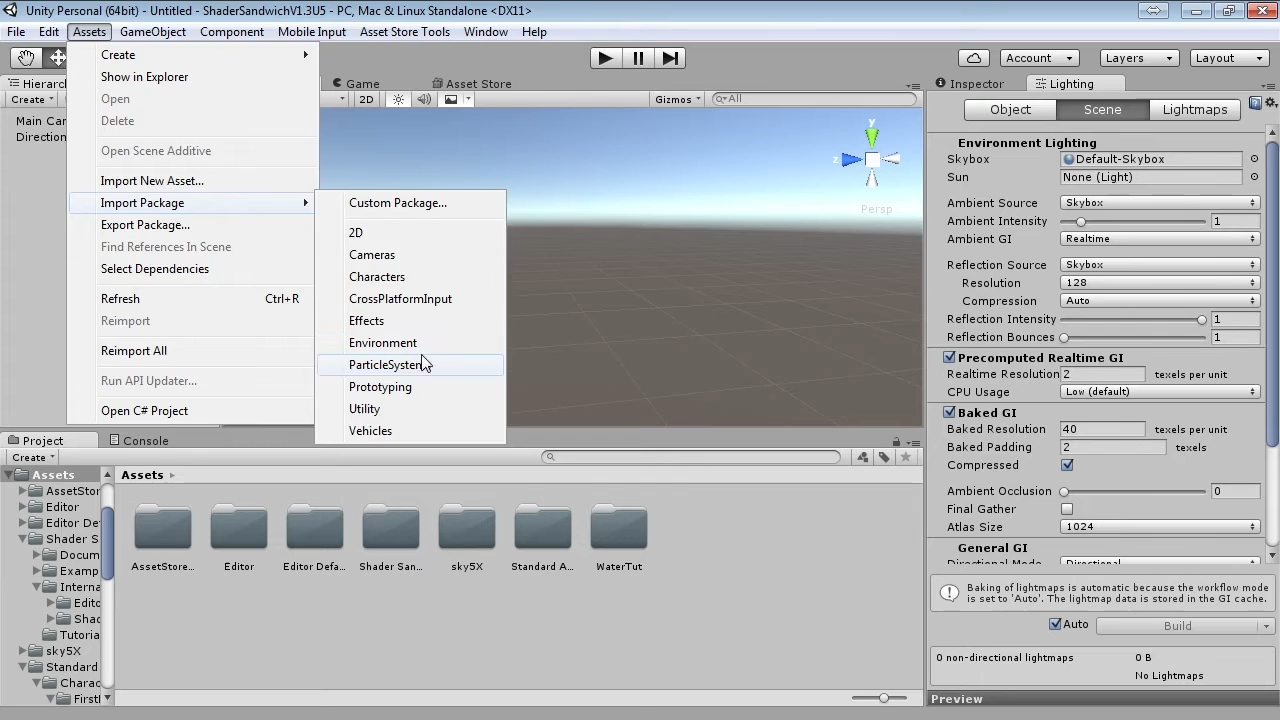 Unity Personal (64bit) - Untitled - ShaderSandwichV1.3U5 - PC, Mac & Linux Standalone <DX11>
File Edit Assets GameObject Component Mobile Input Asset Store Tools Window Help
Account Layers Layout
Hierarc
Create
Main Can
Direction
Game Asset Store
2D Gizmos All
Create
Show in Explorer
Open
Delete
Open Scene Additive
Import New Asset...
Import Package
Export Package...
Find References In Scene
Select Dependencies
Refresh Ctrl+R
Reimport
Reimport All
Run API Updater...
Open C# Project
Custom Package...
2D
Cameras
Characters
CrossPlatformInput
Effects
Environment
ParticleSystem
Prototyping
Utility
Vehicles
y
z
Persp
Inspector Lighting
Object Scene Lightmaps
Environment Lighting
Skybox Default-Skybox
Sun None (Light)
Ambient Source Skybox
Ambient Intensity 1
Ambient GI Realtime
Reflection Source Skybox
Resolution 128
Compression Auto
Reflection Intensity 1
Reflection Bounces 1
Precomputed Realtime GI
Realtime Resolution 2 texels per unit
CPU Usage Low (default)
Baked GI
Baked Resolution 40 texels per unit
Baked Padding 2 texels
Compressed
Ambient Occlusion 0
Final Gather
Atlas Size 1024
General GI
Directional Mode Directional
Baking of lightmaps is automatic because the workflow mode
is set to 'Auto'. The lightmap data is stored in the GI cache.
Auto Build
0 non-directional lightmaps 0 B
No Lightmaps
Preview
Project Console
Create
Assets
AssetStor
Editor
Editor De
Shader S
Docum
Examp
Interna
Edito
Shad
Tutoria
sky5X
Standard
Charac
FirstI
Assets
AssetStore...
Editor
Editor Defa...
Shader San...
sky5X
Standard A...
WaterTut